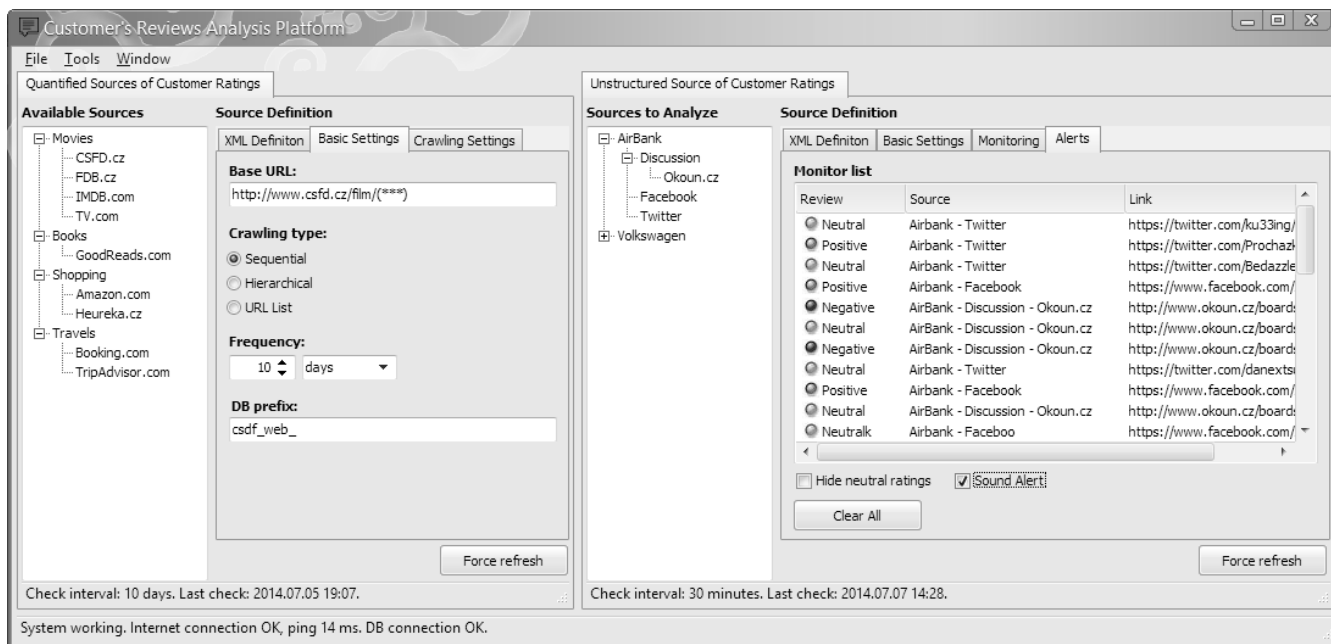 Customer's Reviews Analysis Platform
File Tools Window
Quantified Sources of Customer Ratings
Available Sources
Movies
CSFD.cz
FDB.cz
IMDB.com
TV.com
Books
GoodReads.com
Shopping
Amazon.com
Heureka.cz
Travels
Booking.com
TripAdvisor.com
Source Definition
XML Definiton Basic Settings Crawling Settings
Base URL:
http://www.csfd.cz/film/(***)
Crawling type:
Sequential
Hierarchical
URL List
Frequency:
10 days
DB prefix:
csdf_web_
Force refresh
Check interval: 10 days. Last check: 2014.07.05 19:07.
Unstructured Source of Customer Ratings
Sources to Analyze
AirBank
Discussion
Okoun.cz
Facebook
Twitter
Volkswagen
Source Definition
XML Definiton Basic Settings Monitoring Alerts
Monitor list
Review Source Link
Neutral Airbank - Twitter https://twitter.com/ku33ing/
Positive Airbank - Twitter https://twitter.com/Prochazk
Neutral Airbank - Twitter https://twitter.com/Bedazzle
Positive Airbank - Facebook https://www.facebook.com/
Negative AirBank - Discussion - Okoun.cz http://www.okoun.cz/boards
Neutral AirBank - Discussion - Okoun.cz http://www.okoun.cz/boards
Negative AirBank - Discussion - Okoun.cz http://www.okoun.cz/boards
Neutral Airbank - Twitter https://twitter.com/danextsu
Positive Airbank - Facebook https://www.facebook.com/
Neutral AirBank - Discussion - Okoun.cz http://www.okoun.cz/boards
Neutralk Airbank - Faceboo https://www.facebook.com/
Hide neutral ratings Sound Alert
Clear All
Force refresh
Check interval: 30 minutes. Last check: 2014.07.07 14:28.
System working. Internet connection OK, ping 14 ms. DB connection OK.